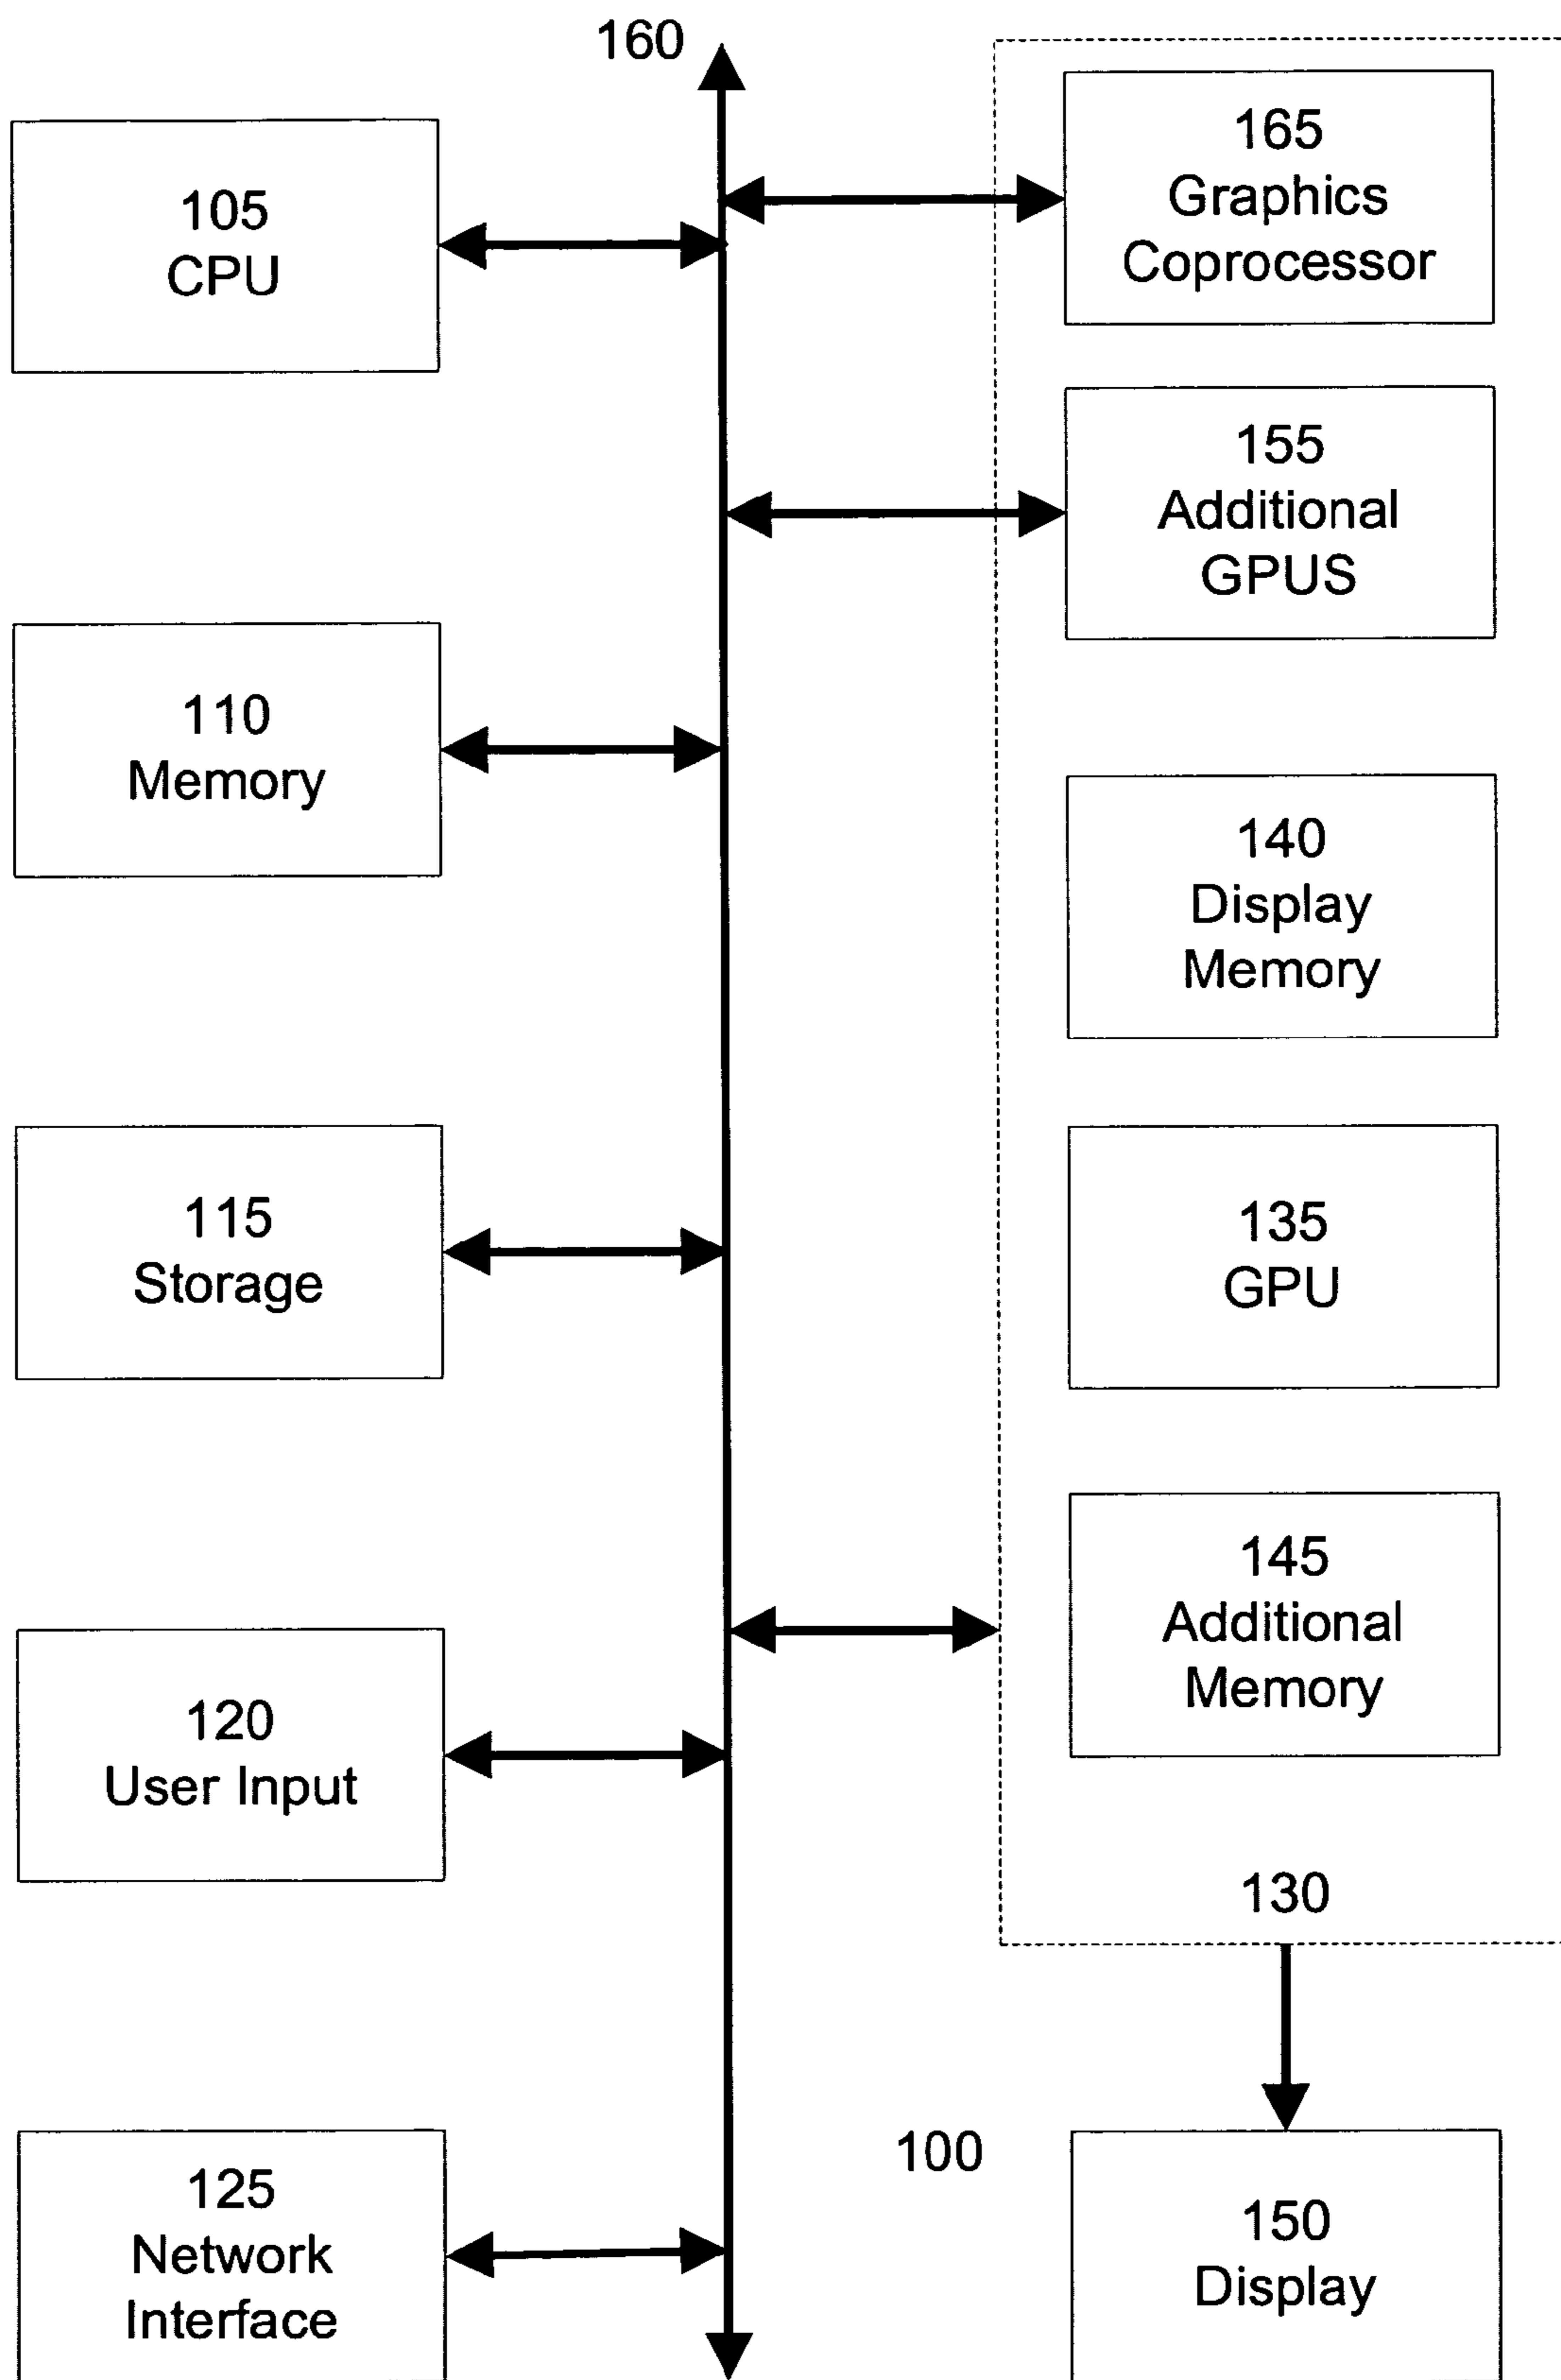 160
105
CPU
110
Memory
115
Storage
120
User Input
125
Network
Interface
165
Graphics
Coprocessor
155
Additional
GPUS
140
Display
Memory
135
GPU
145
Additional
Memory
130
100
150
Display